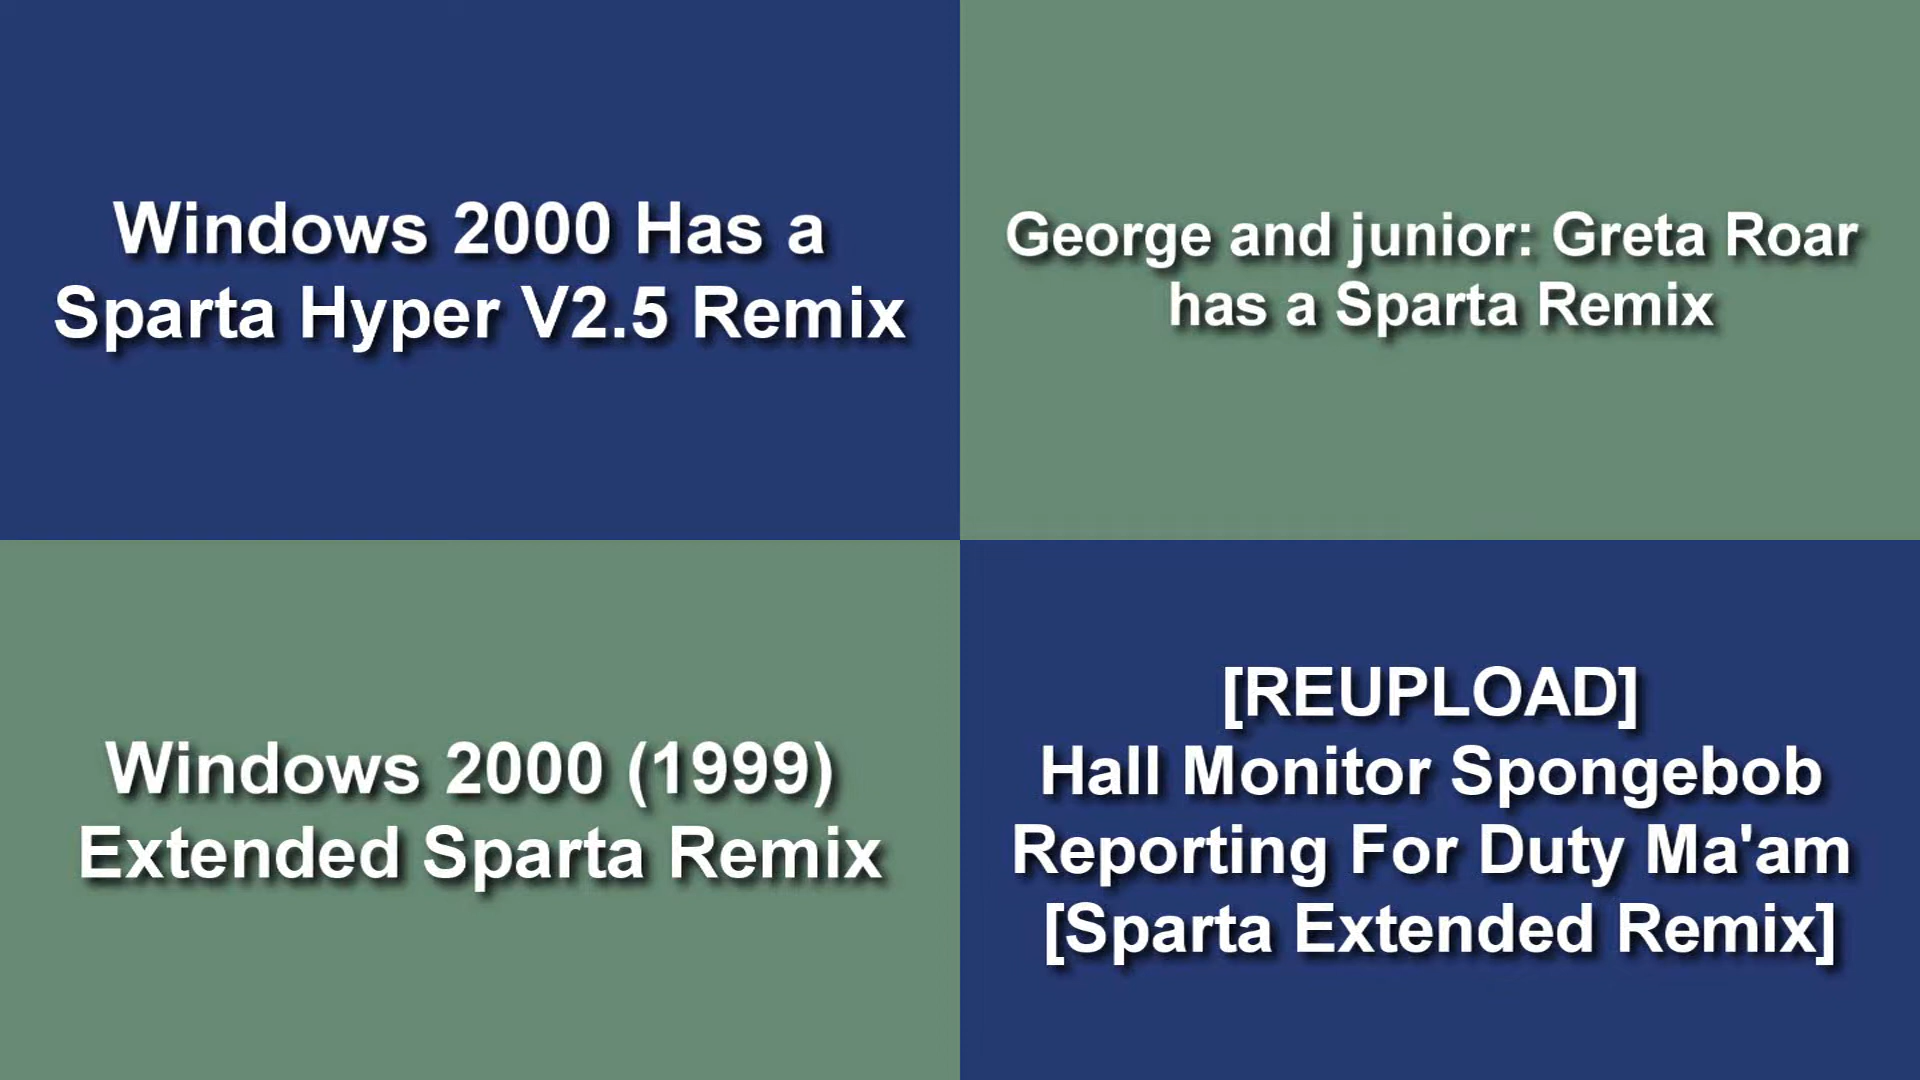 Windows 2000 Has a
Sparta Hyper V2.5 Remix
George and junior: Greta Roar
has a Sparta Remix
Windows 2000 (1999)
Extended Sparta Remix
[REUPLOAD]
Hall Monitor Spongebob
Reporting For Duty Ma'am
[Sparta Extended Remix]